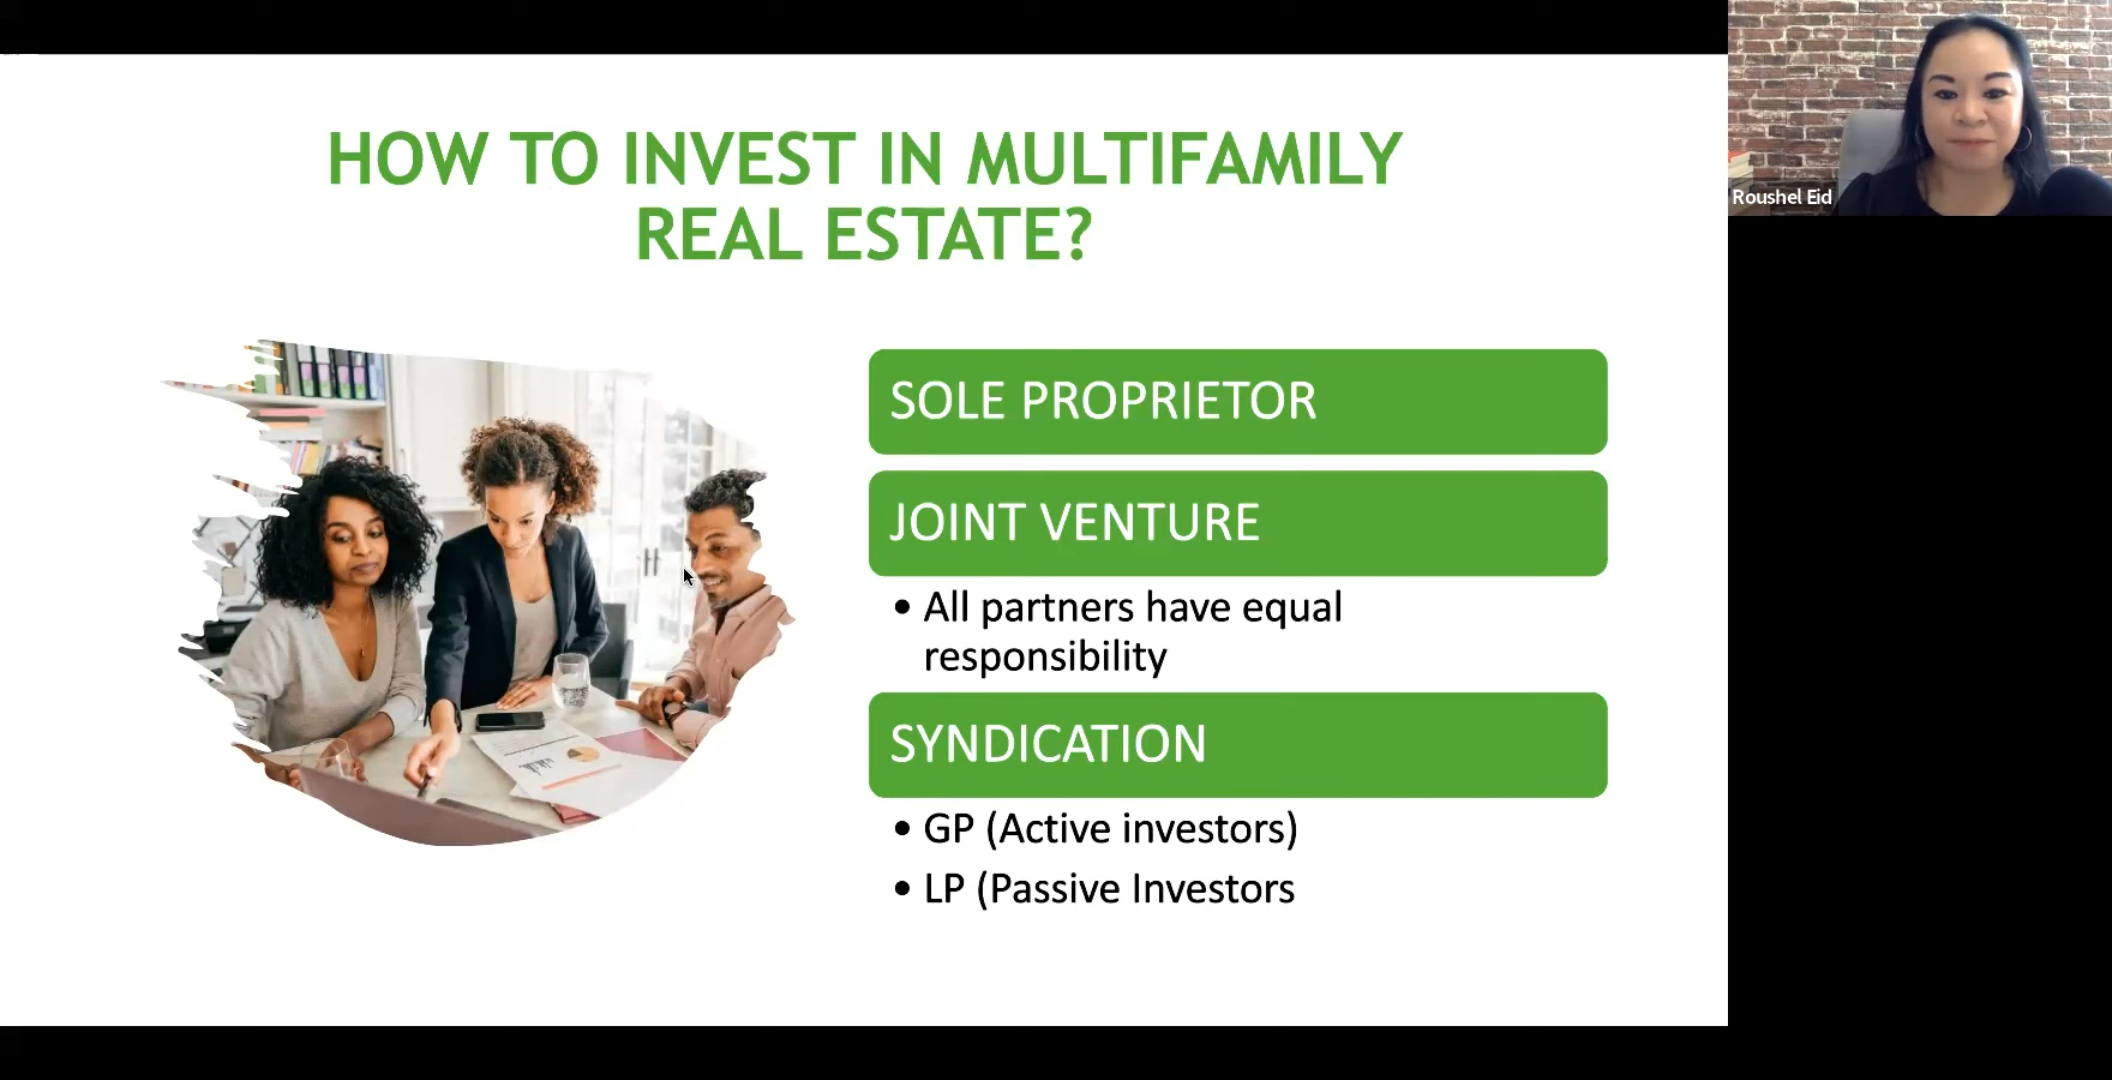 HOW TO INVEST IN MULTIFAMILY
REAL ESTATE?
SOLE PROPRIETOR
JOINT VENTURE
• All partners have equal
responsibility
SYNDICATION
• GP (Active investors)
• LP (Passive Investors
Roushel Eid